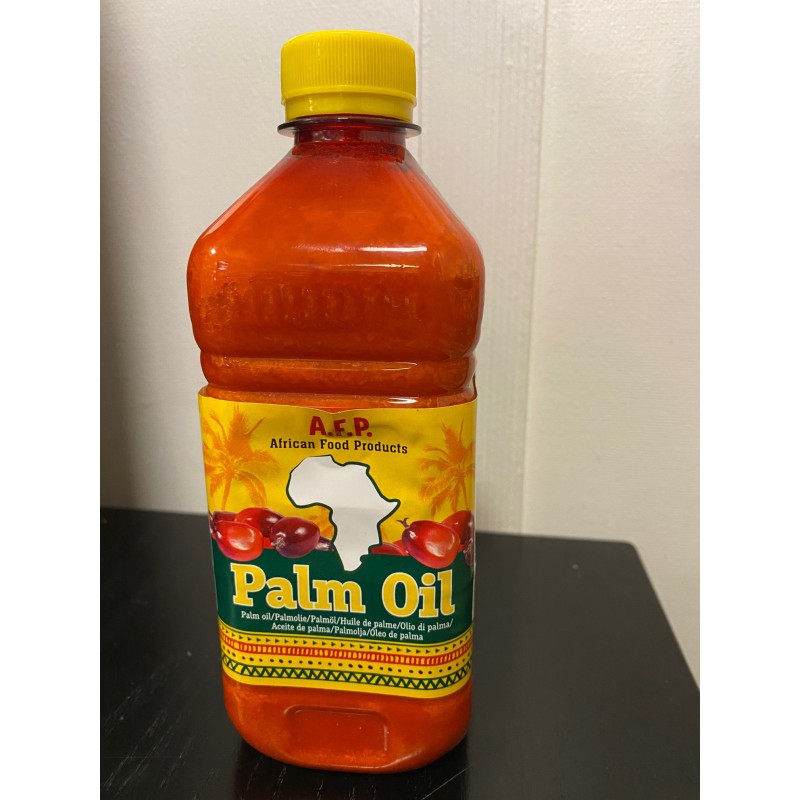 A.F.P.
African Food Products
Palm Oil
Palm oil/Palmolie/Palmöl/Huile de palme/Olio di palma/
Aceite de palma/Palmolja/Óleo de palma